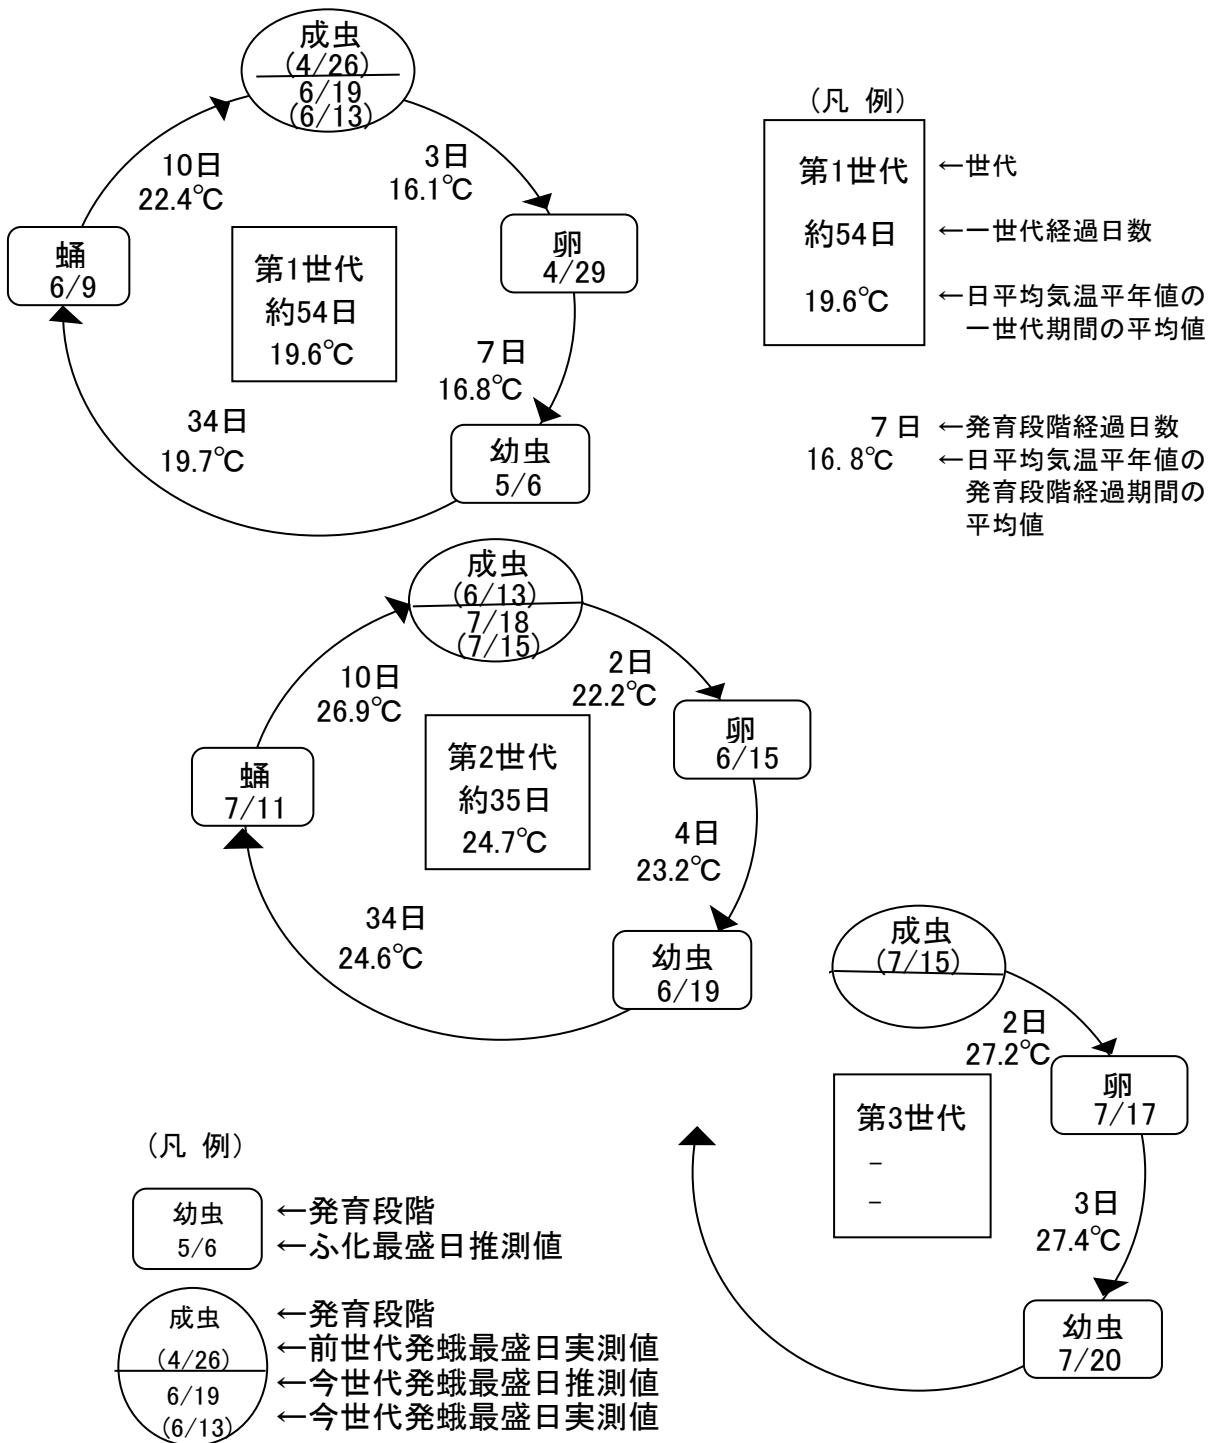 成虫
(4/26)
6/19
(6/13)
10日
22.4℃
3日
16.1℃
蛹
6/9
第1世代
約54日
19.6℃
卵
4/29
34日
19.7℃
7日
16.8℃
幼虫
5/6
(凡 例)
第1世代
←世代
約54日
←一世代経過日数
19.6℃
←日平均気温平年値の
一世代期間の平均値
7日
←発育段階経過日数
16.8℃
←日平均気温平年値の
発育段階経過期間の
平均値
成虫
(6/13)
7/18
(7/15)
10日
26.9℃
2日
22.2℃
蛹
7/11
第2世代
約35日
24.7℃
卵
6/15
34日
24.6℃
4日
23.2℃
幼虫
6/19
成虫
(7/15)
2日
27.2℃
第3世代
-
-
卵
7/17
3日
27.4℃
幼虫
7/20
(凡 例)
幼虫
←発育段階
5/6
←ふ化最盛日推測値
成虫
←発育段階
(4/26)
←前世代発蛾最盛日実測値
6/19
←今世代発蛾最盛日推測値
(6/13)
←今世代発蛾最盛日実測値